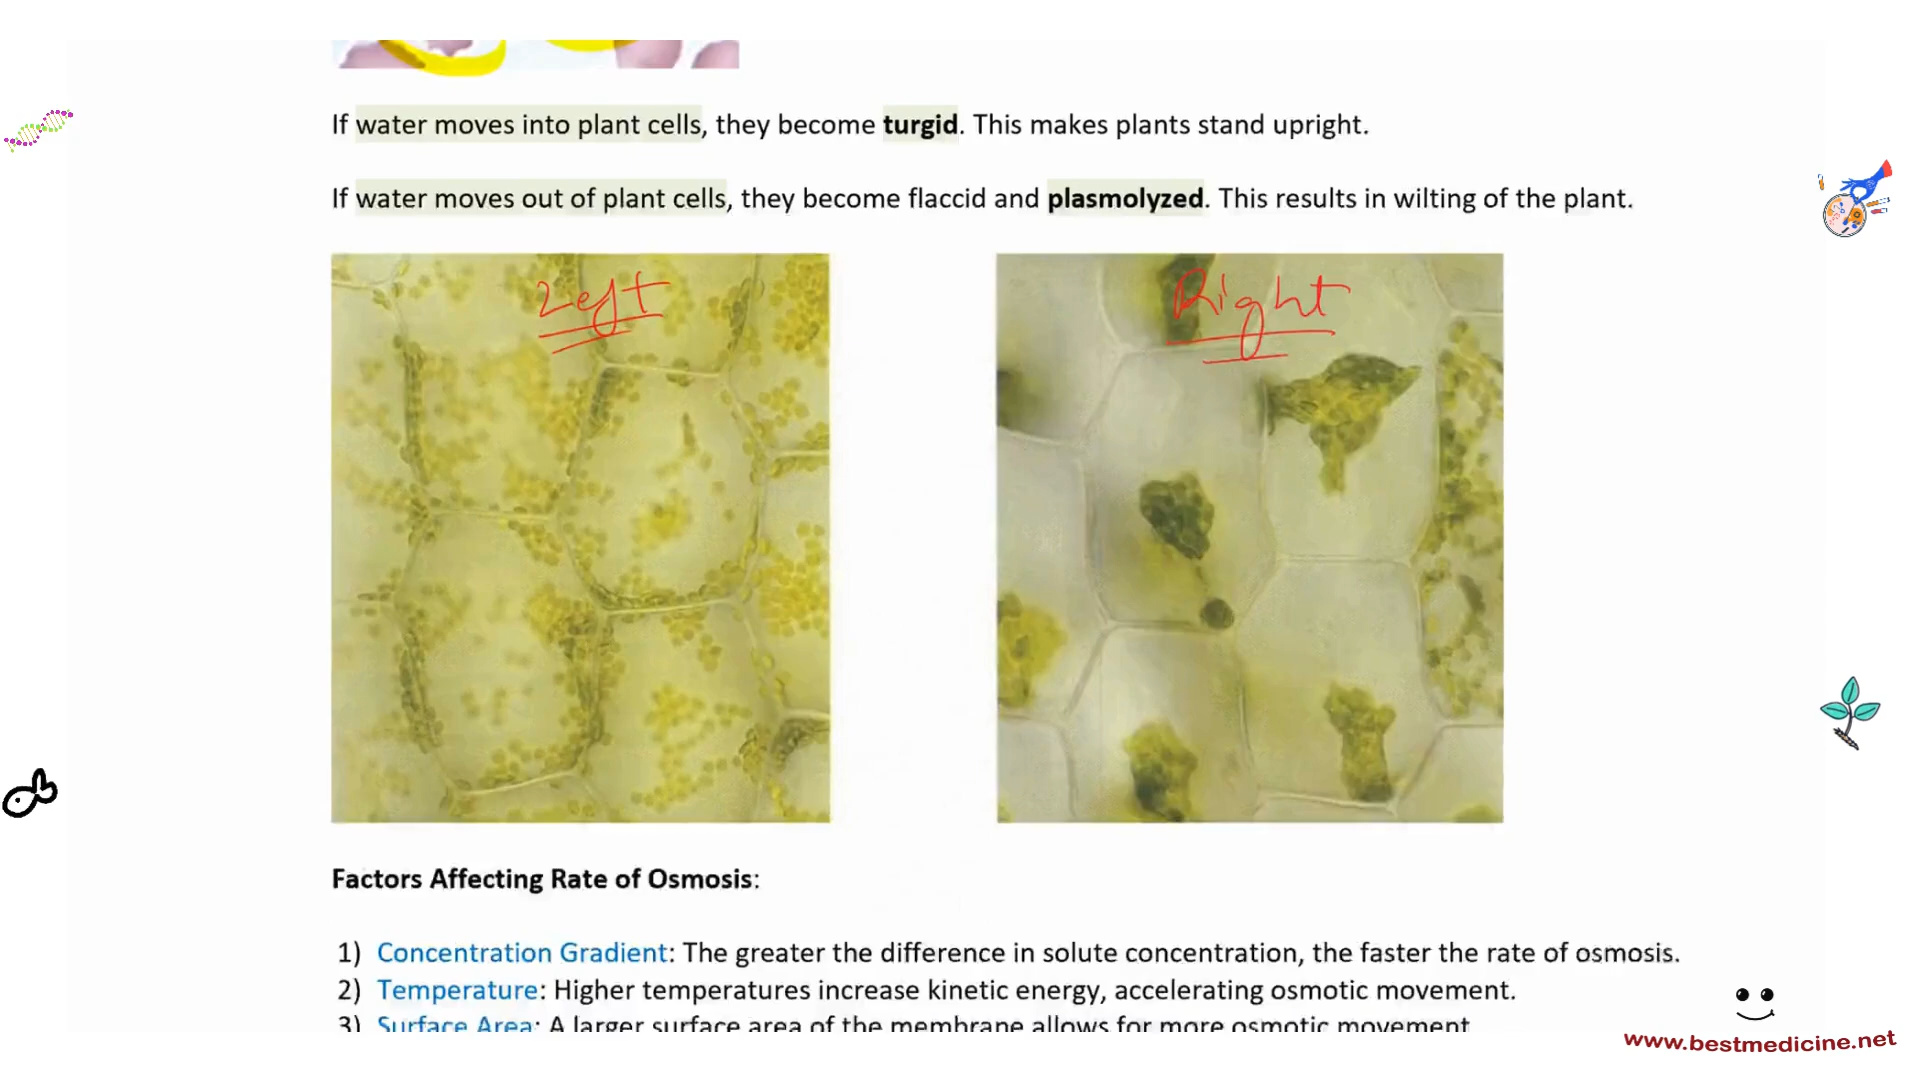 If water moves into plant cells, they become turgid. This makes plants stand upright.
If water moves out of plant cells, they become flaccid and plasmolyzed. This results in wilting of the plant.
Left
Right
Factors Affecting Rate of Osmosis:
1) Concentration Gradient: The greater the difference in solute concentration, the faster the rate of osmosis.
2) Temperature: Higher temperatures increase kinetic energy, accelerating osmotic movement.
3) Surface Area: A larger surface area of the membrane allows for more osmotic movement
www.bestmedicine.net